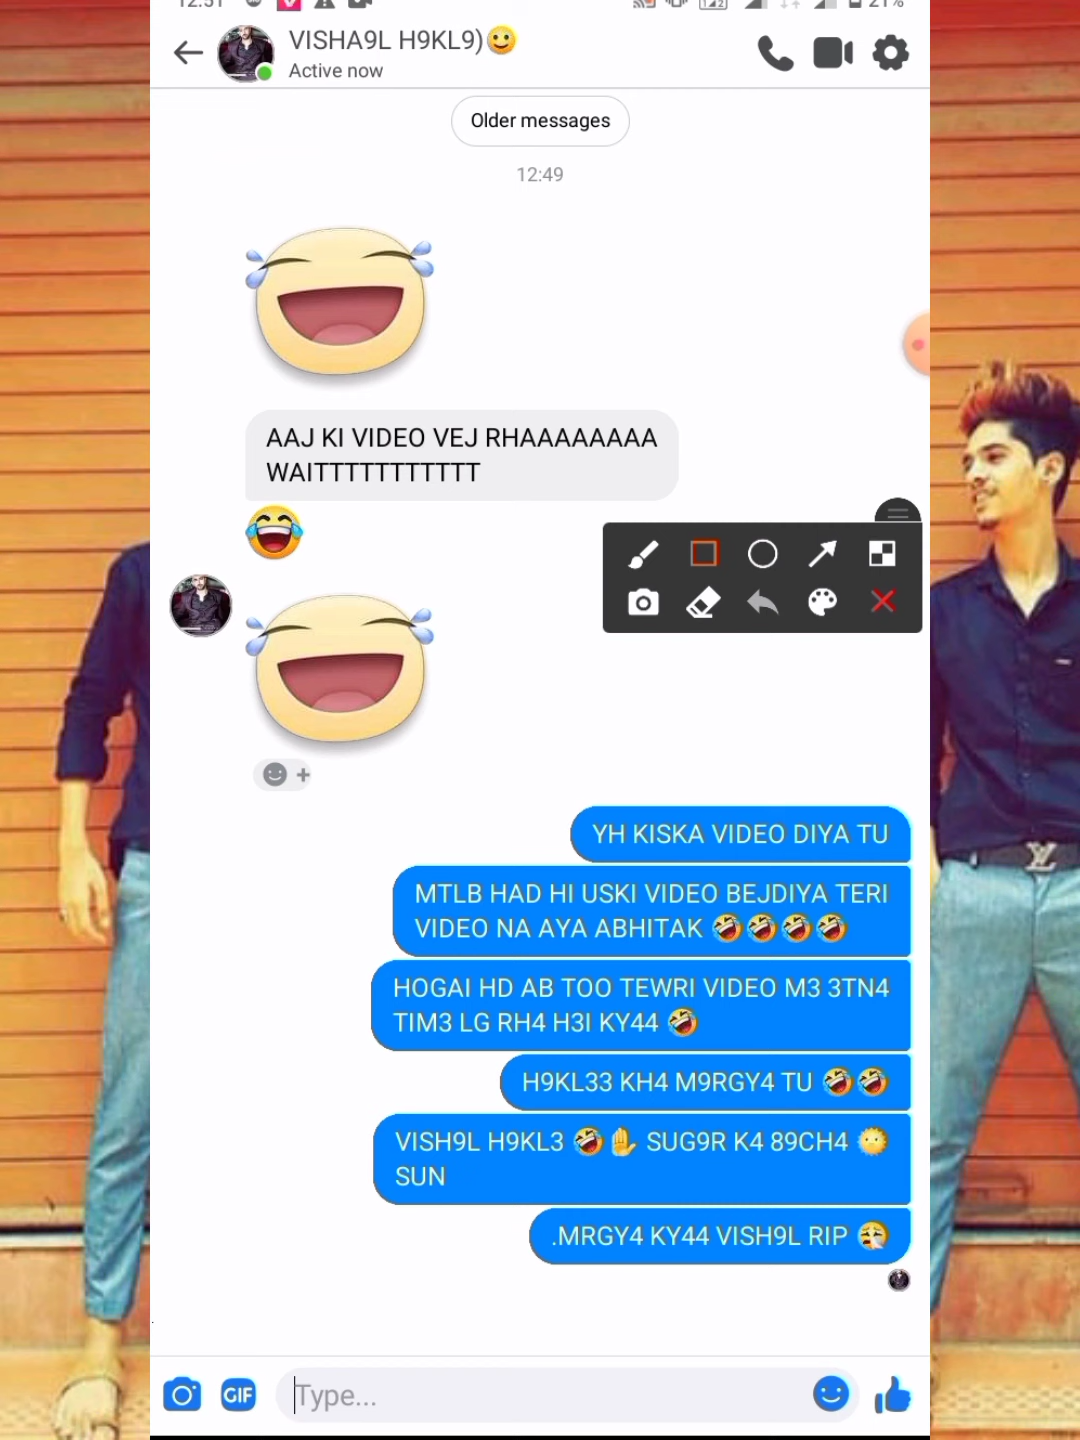 12:51
21%
VISHA9L H9KL9)🙂
Active now
Older messages
12:49
AAJ KI VIDEO VEJ RHAAAAAAAA
WAITTTTTTTTTTT
YH KISKA VIDEO DIYA TU
MTLB HAD HI USKI VIDEO BEJDIYA TERI
VIDEO NA AYA ABHITAK 🤣🤣🤣🤣
HOGAI HD AB TOO TEWRI VIDEO M3 3TN4
TIM3 LG RH4 H3I KY44 🤣
H9KL33 KH4 M9RGY4 TU 🤣🤣
VISH9L H9KL3 🤣✋ SUG9R K4 89CH4 🌞
SUN
.MRGY4 KY44 VISH9L RIP 😤
GIF
Type...